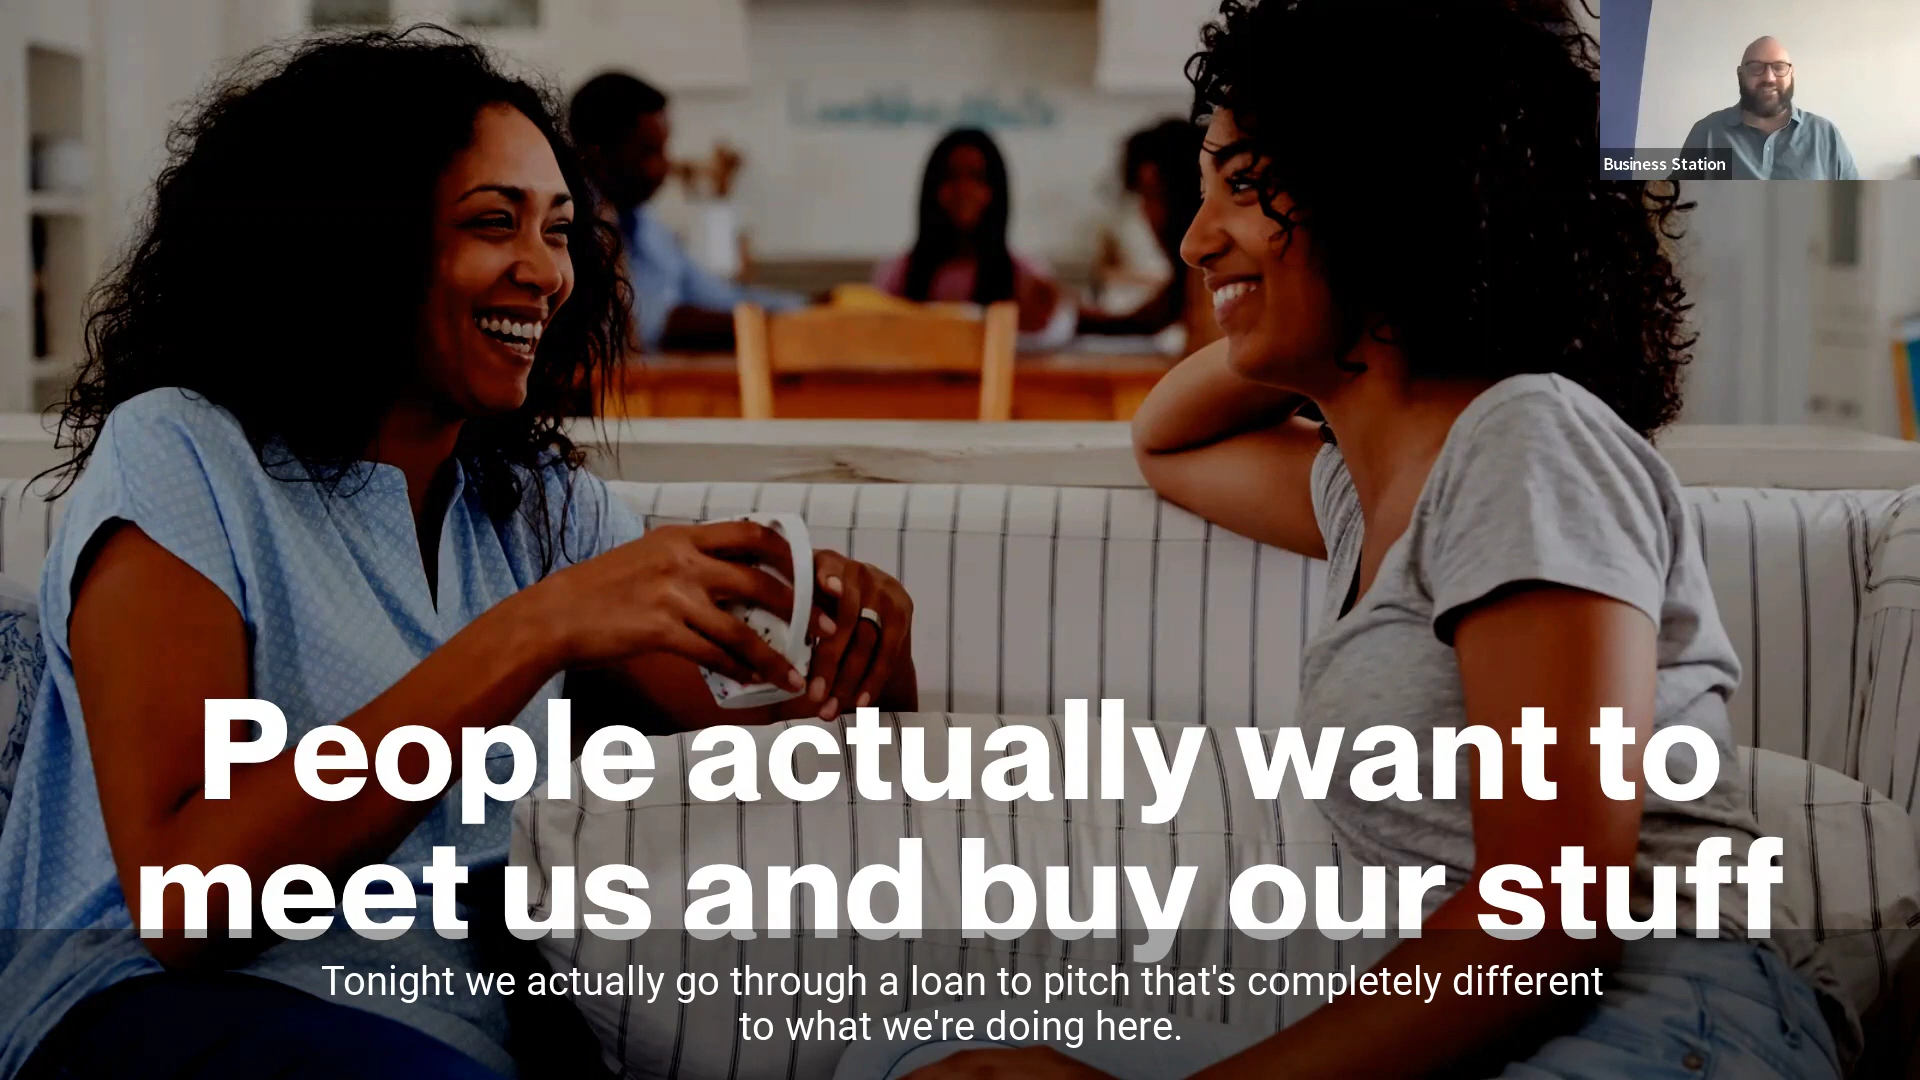 Business Station
People actually want to
meet us and buy our stuff
Tonight we actually go through a loan to pitch that's completely different
to what we're doing here.